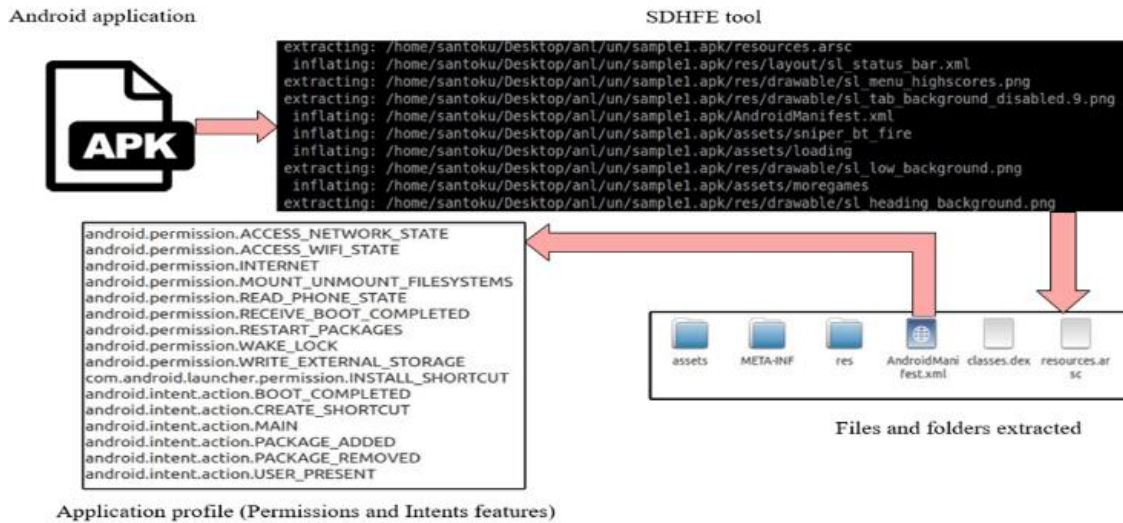 Android application
SDHFE tool
APK
extracting: /home/santoku/Desktop/anl/un/sample1.apk/resources.arsc
inflating: /home/santoku/Desktop/anl/un/sample1.apk/res/layout/sl_status_bar.xml
extracting: /home/santoku/Desktop/anl/un/sample1.apk/res/drawable/sl_menu_highscores.png
extracting: /home/santoku/Desktop/anl/un/sample1.apk/res/drawable/sl_tab_background_disabled.9.png
inflating: /home/santoku/Desktop/anl/un/sample1.apk/AndroidManifest.xml
inflating: /home/santoku/Desktop/anl/un/sample1.apk/assets/sniper_bt_fire
inflating: /home/santoku/Desktop/anl/un/sample1.apk/assets/loading
extracting: /home/santoku/Desktop/anl/un/sample1.apk/res/drawable/sl_low_background.png
inflating: /home/santoku/Desktop/anl/un/sample1.apk/assets/moregames
extracting: /home/santoku/Desktop/anl/un/sample1.apk/res/drawable/sl_heading_background.png
android.permission.ACCESS_NETWORK_STATE
android.permission.ACCESS_WIFI_STATE
android.permission.INTERNET
android.permission.MOUNT_UNMOUNT_FILESYSTEMS
android.permission.READ_PHONE_STATE
android.permission.RECEIVE_BOOT_COMPLETED
android.permission.RESTART_PACKAGES
android.permission.WAKE_LOCK
android.permission.WRITE_EXTERNAL_STORAGE
com.android.launcher.permission.INSTALL_SHORTCUT
android.intent.action.BOOT_COMPLETED
android.intent.action.CREATE_SHORTCUT
android.intent.action.MAIN
android.intent.action.PACKAGE_ADDED
android.intent.action.PACKAGE_REMOVED
android.intent.action.USER_PRESENT
assets META-INF res AndroidMani classes.dex resources.ar
fest.xml sc
Files and folders extracted
Application profile (Permissions and Intents features)